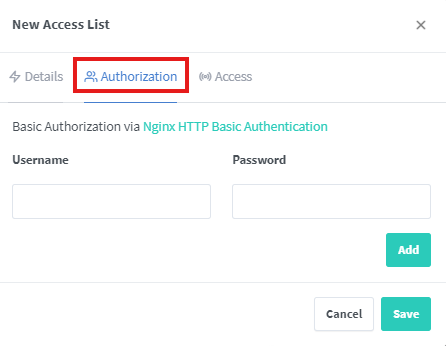 New Access List
Details Authorization Access
Basic Authorization via Nginx HTTP Basic Authentication
Username Password
Add
Cancel Save